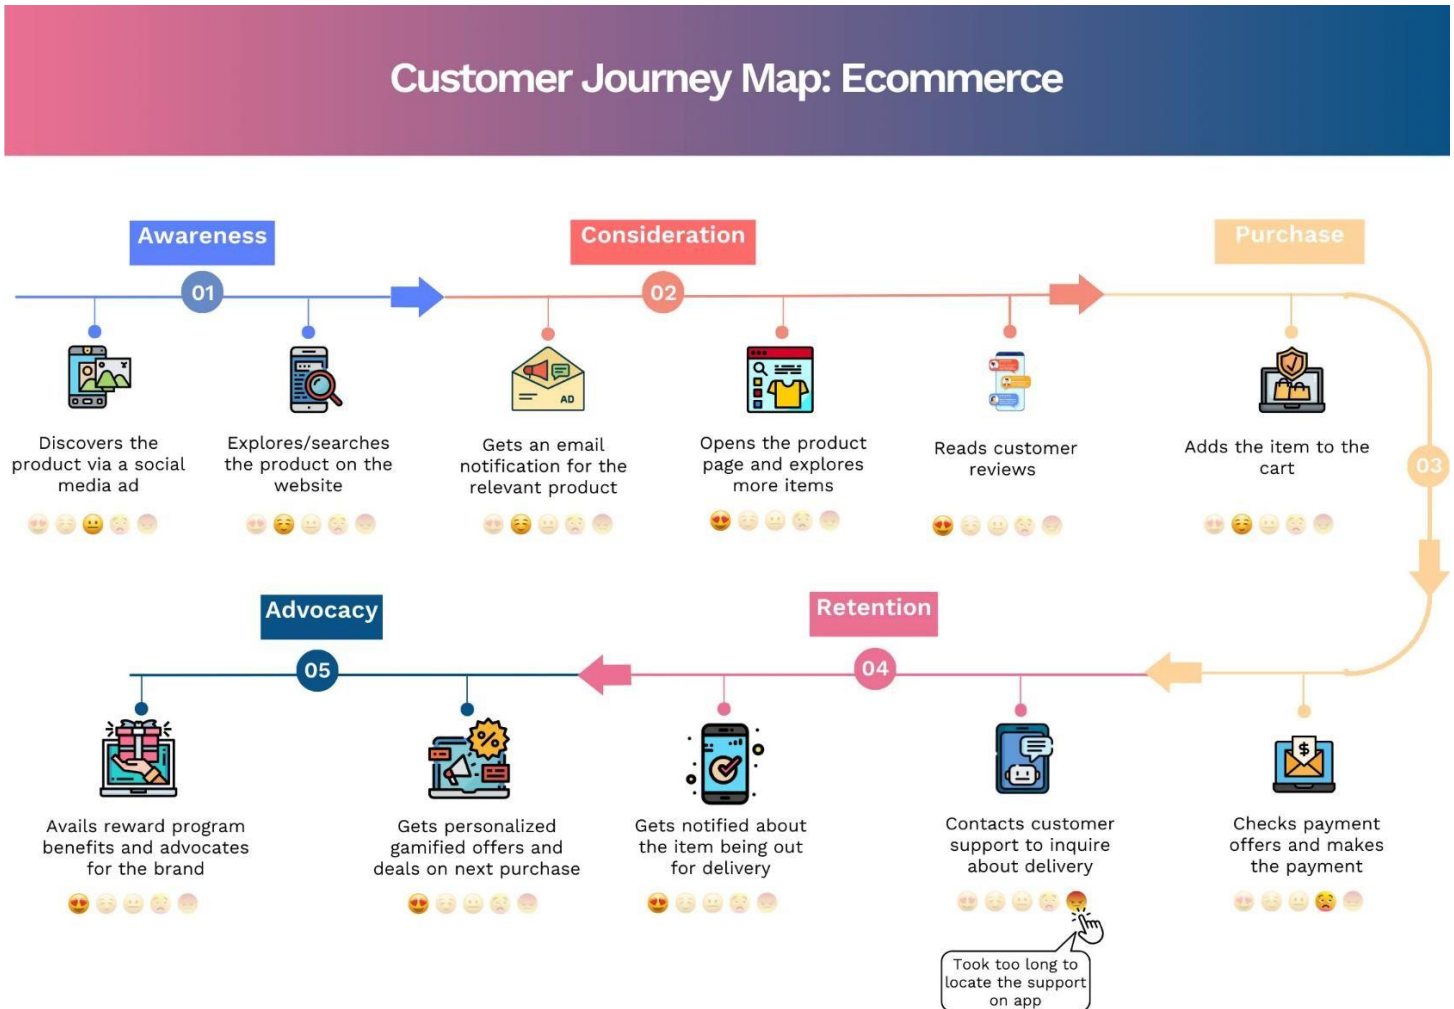 Customer Journey Map: Ecommerce
Awareness
Consideration
Purchase
01
02
03
Discovers the
product via a social
media ad
Explores/searches
the product on the
website
Gets an email
notification for the
relevant product
AD
Opens the product
page and explores
more items
Reads customer
reviews
Adds the item to the
cart
Advocacy
Retention
05
04
Avails reward program
benefits and advocates
for the brand
%
Gets personalized
gamified offers and
deals on next purchase
Gets notified about
the item being out
for delivery
Contacts customer
support to inquire
about delivery
Took too long to
locate the support
on app
$
Checks payment
offers and makes
the payment